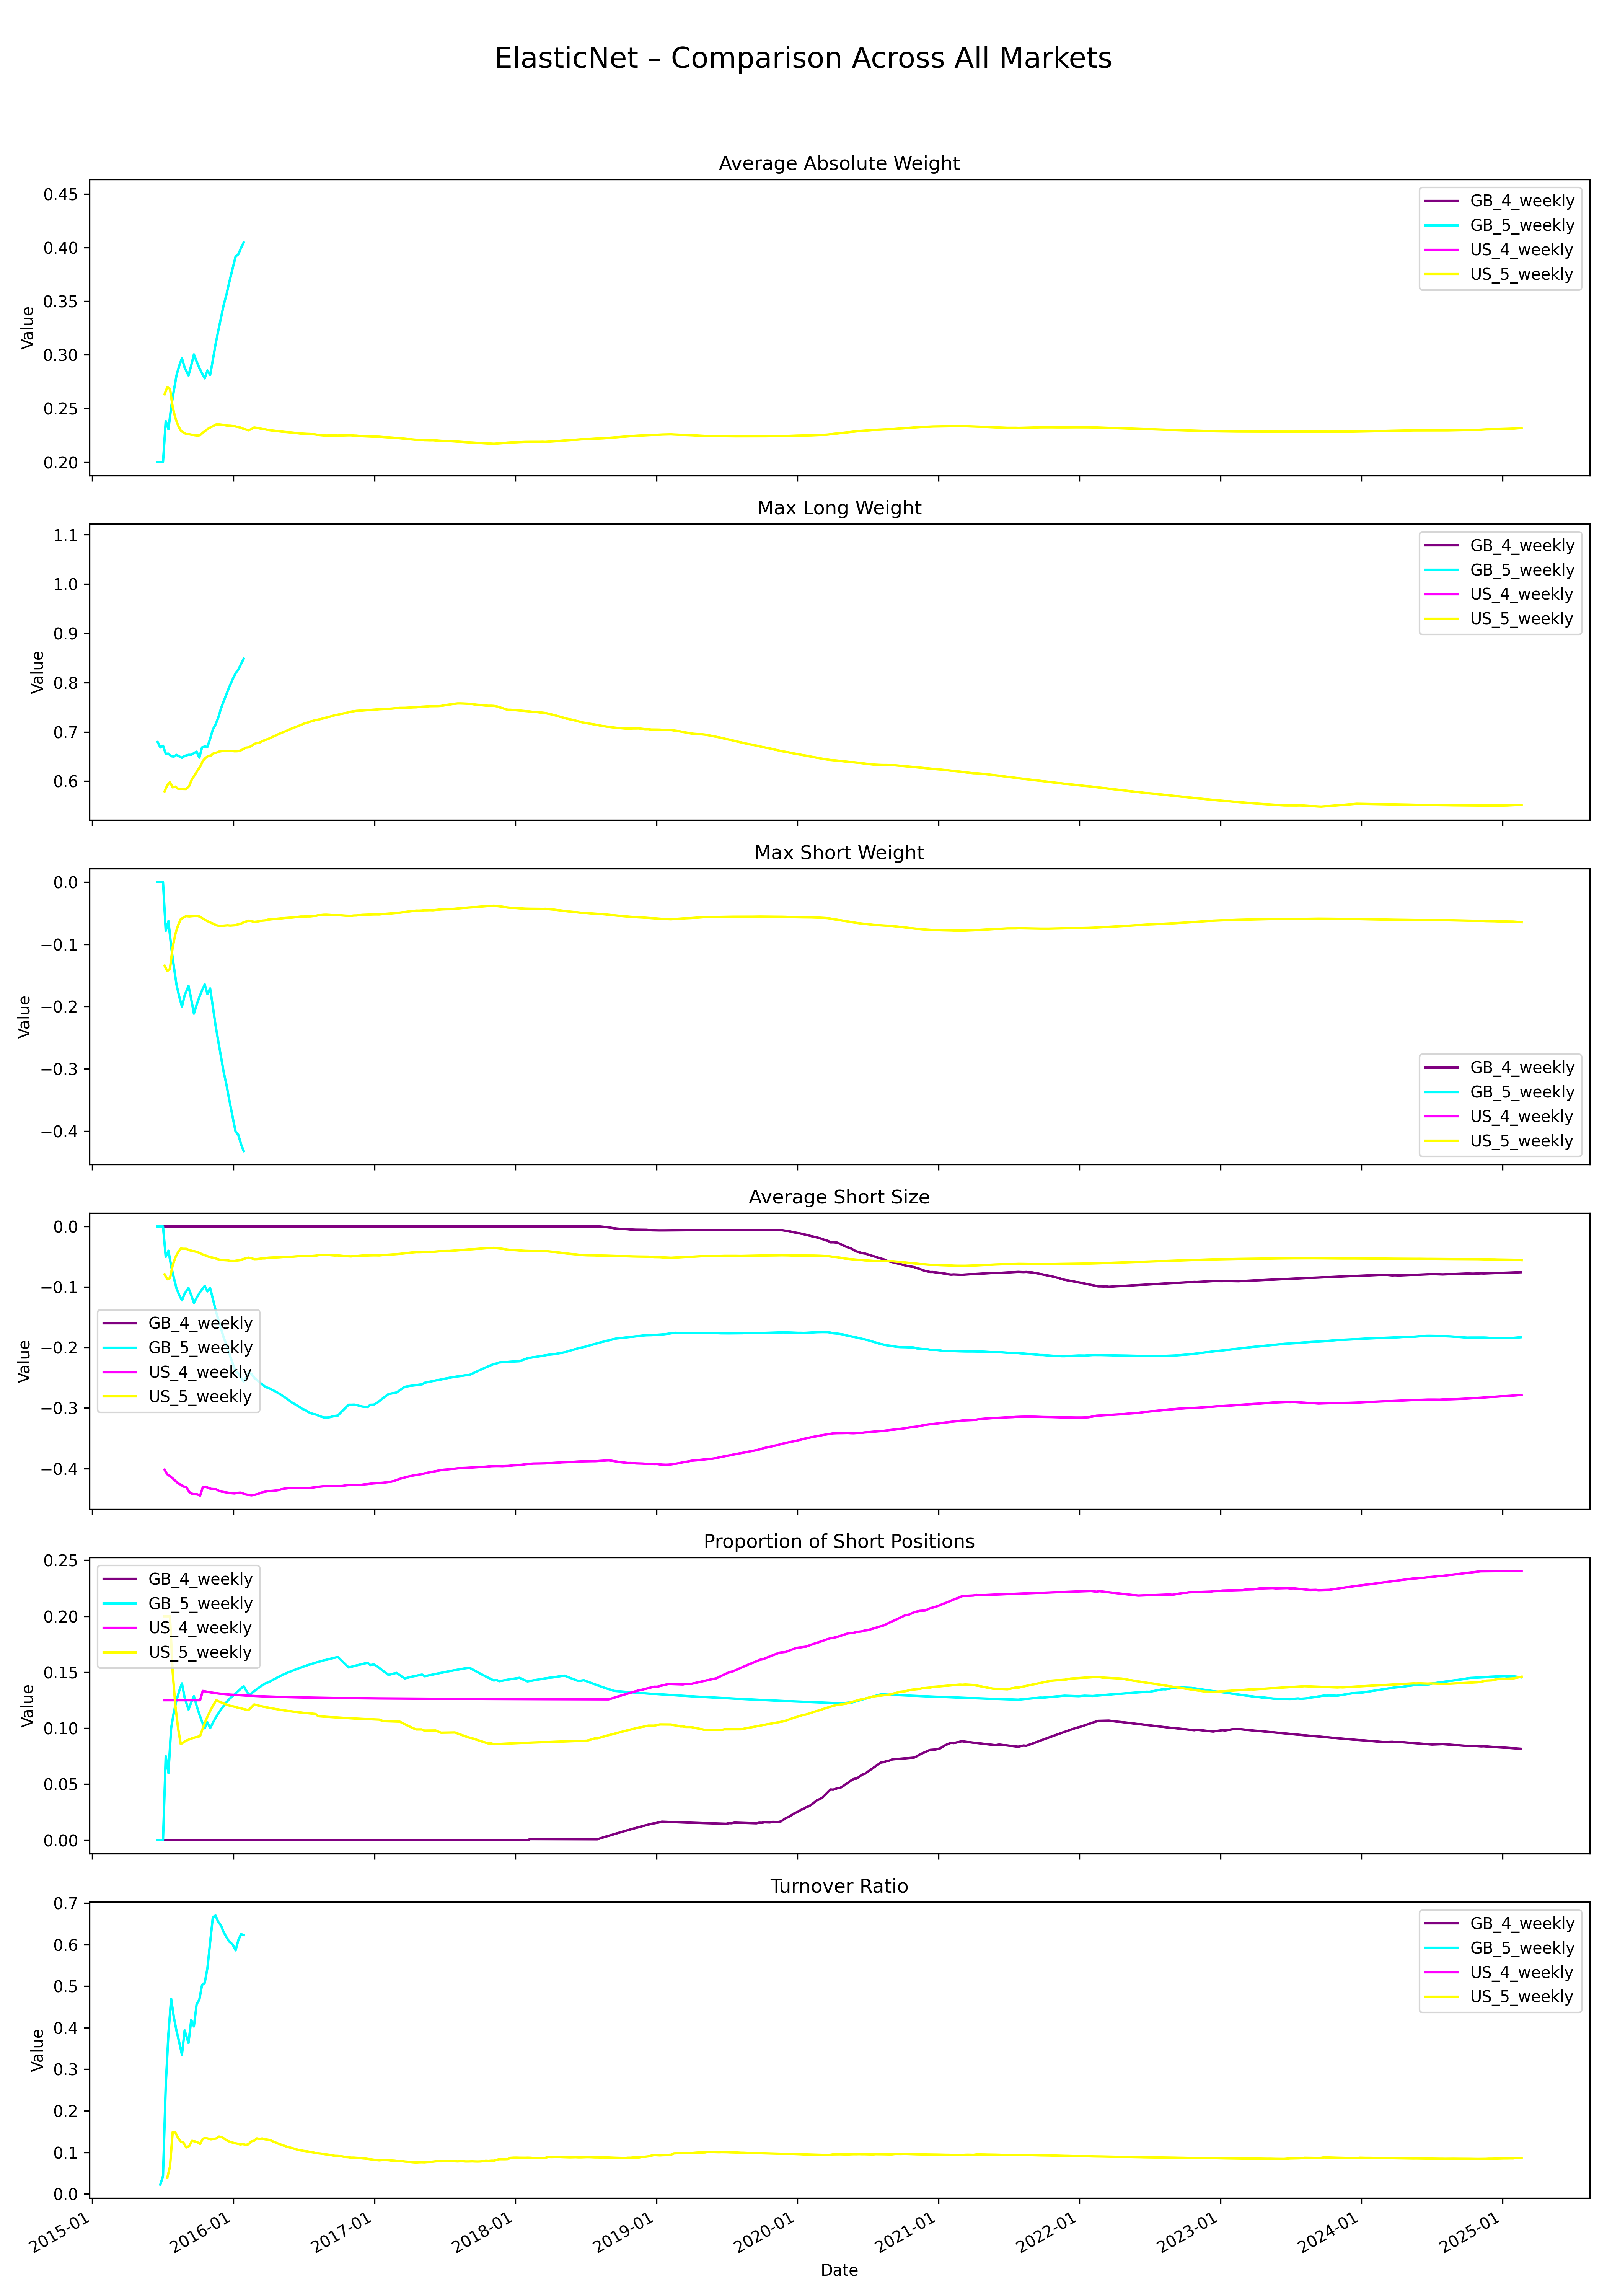 ElasticNet – Comparison Across All Markets
Average Absolute Weight
0.45
0.40
0.35
0.30
0.25
0.20
Value
GB_4_weekly
GB_5_weekly
US_4_weekly
US_5_weekly
Max Long Weight
1.1
1.0
0.9
0.8
0.7
0.6
Value
GB_4_weekly
GB_5_weekly
US_4_weekly
US_5_weekly
Max Short Weight
0.0
−0.1
−0.2
−0.3
−0.4
Value
GB_4_weekly
GB_5_weekly
US_4_weekly
US_5_weekly
Average Short Size
0.0
−0.1
−0.2
−0.3
−0.4
Value
GB_4_weekly
GB_5_weekly
US_4_weekly
US_5_weekly
Proportion of Short Positions
0.25
0.20
0.15
0.10
0.05
0.00
Value
GB_4_weekly
GB_5_weekly
US_4_weekly
US_5_weekly
Turnover Ratio
0.7
0.6
0.5
0.4
0.3
0.2
0.1
0.0
Value
GB_4_weekly
GB_5_weekly
US_4_weekly
US_5_weekly
2015-01
2016-01
2017-01
2018-01
2019-01
2020-01
2021-01
2022-01
2023-01
2024-01
2025-01
Date